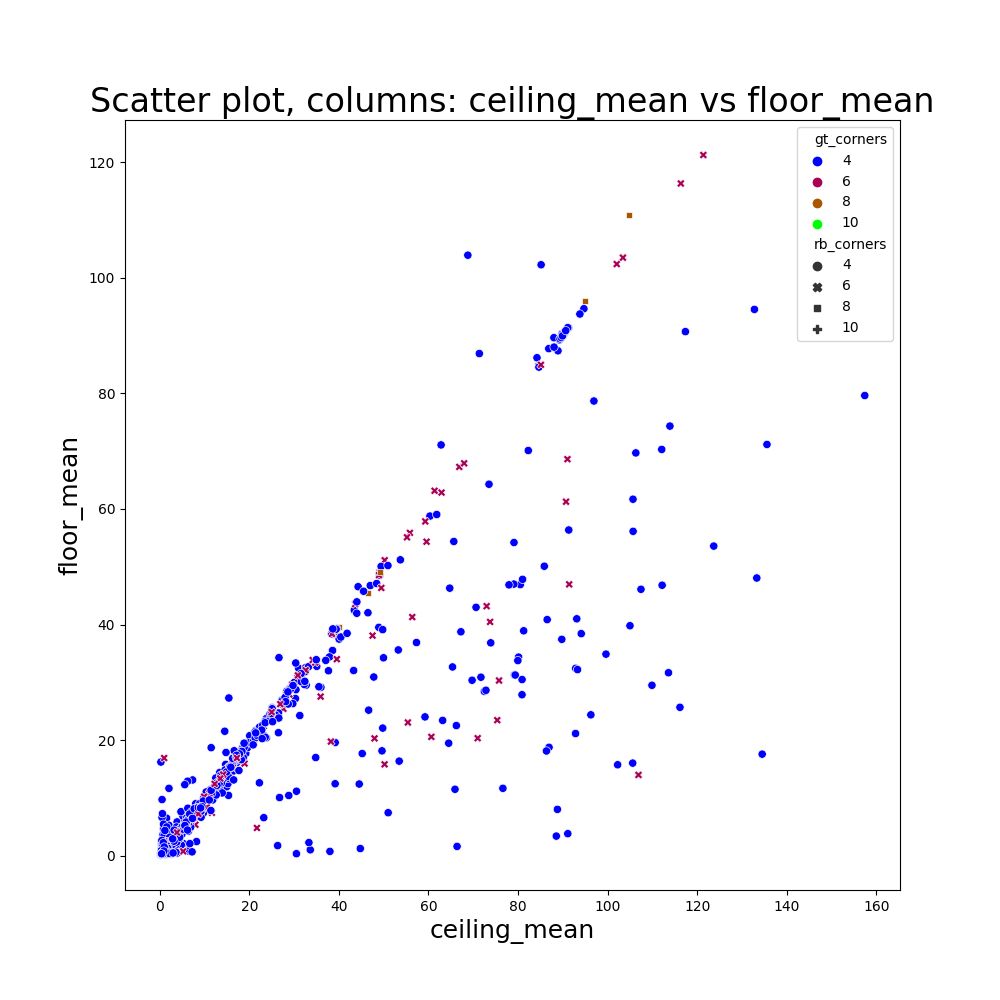 Scatter plot, columns: ceiling_mean vs floor_mean
gt_corners
4
6
8
10
rb_corners
4
6
8
10
floor_mean
120
100
80
60
40
20
0
0 20 40 60 80 100 120 140 160
ceiling_mean